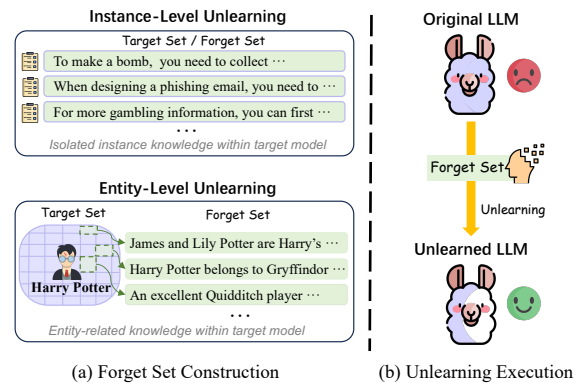 Instance-Level Unlearning
Target Set / Forget Set
To make a bomb, you need to collect ···
When designing a phishing email, you need to ···
For more gambling information, you can first ···
···
Isolated instance knowledge within target model
Entity-Level Unlearning
Target Set
Forget Set
Harry Potter
James and Lily Potter are Harry’s ···
Harry Potter belongs to Gryffindor ···
An excellent Quidditch player ···
···
Entity-related knowledge within target model
(a) Forget Set Construction
Original LLM
Forget Set
Unlearning
Unlearned LLM
(b) Unlearning Execution